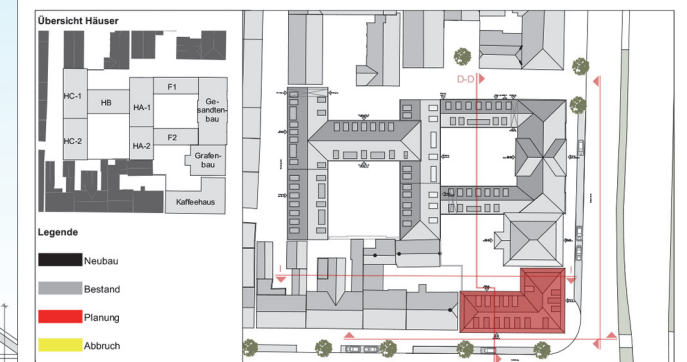 Übersicht Häuser
HC-1
HB
HA-1
F1
Ge-
sandten-
bau
HC-2
HA-2
F2
Grafen-
bau
Kaffeehaus
Legende
Neubau
Bestand
Planung
Abbruch
D-D